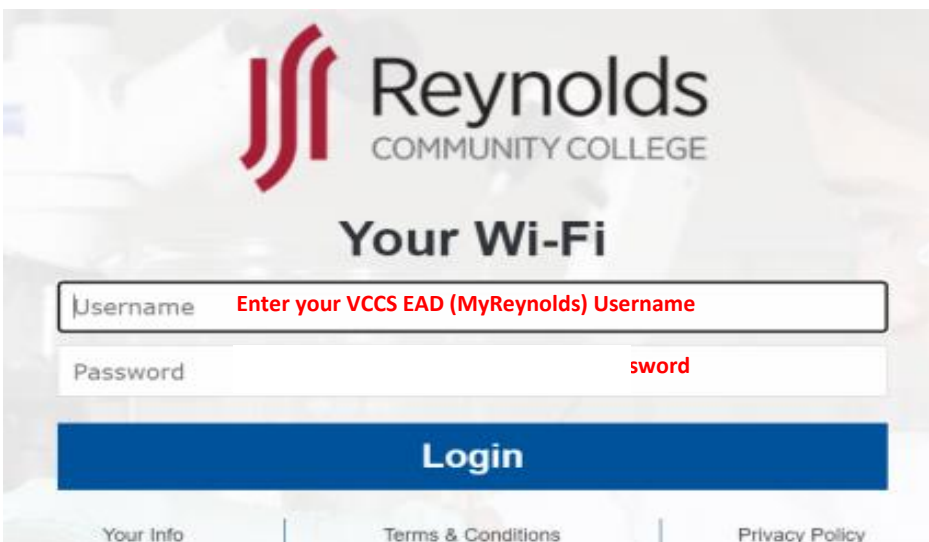 Reynolds
COMMUNITY COLLEGE
Your Wi-Fi
Username Enter your VCCS EAD (MyReynolds) Username
Password sword
Login
Your Info Terms & Conditions Privacy Policy